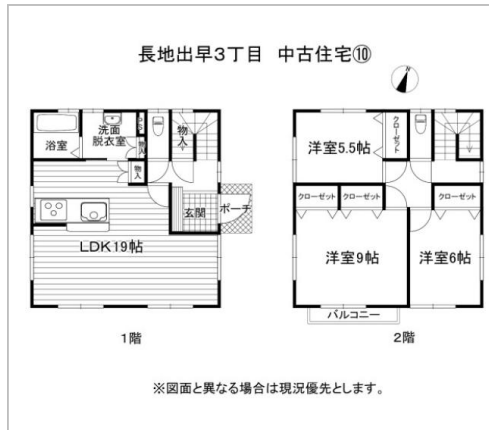 長地出早3丁目 中古住宅⑩
N
浴室
洗面
脱衣室
物入
物入
物入
玄関
ポーチ
LDK19帖
1階
洋室5.5帖
クローゼット
クローゼット
クローゼット
クローゼット
洋室9帖
洋室6帖
バルコニー
2階
※図面と異なる場合は現況優先とします。